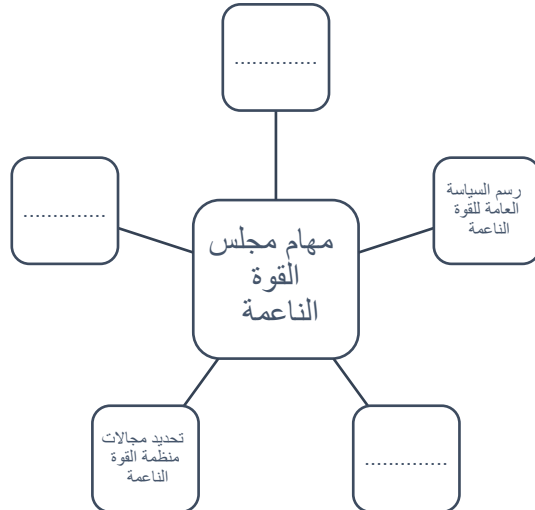 ..............
رسم السياسة
العامة للقوة
الناعمة
..............
مهام مجلس
القوة
الناعمة
تحديد مجالات
منظمة القوة
الناعمة
..............